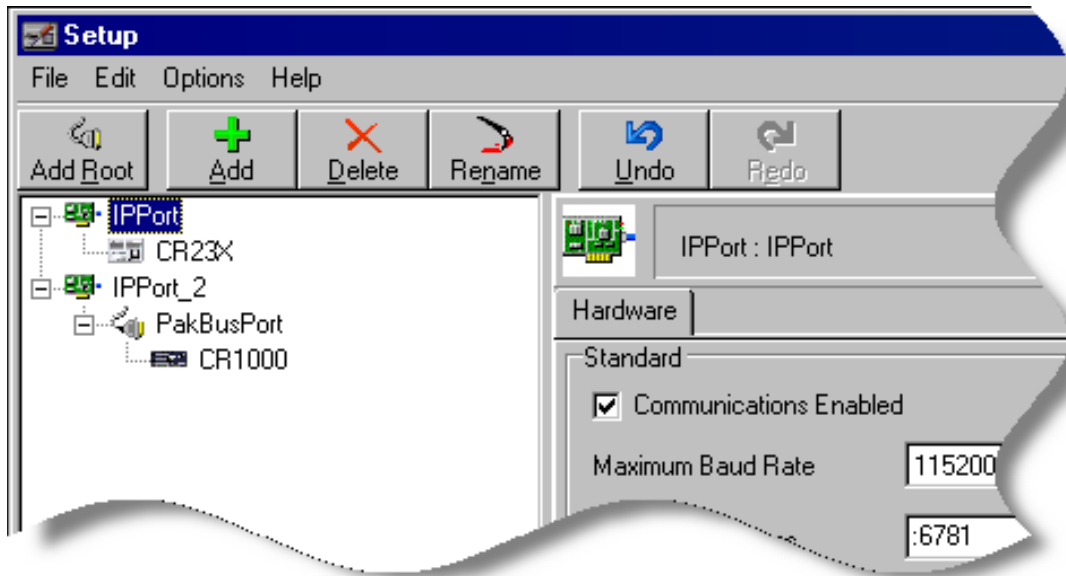 Setup
File Edit Options Help
Add Root Add Delete Rename Undo Redo
IPPort
CR23X
IPPort_2
PakBusPort
CR1000
IPPort : IPPort
Hardware
Standard
Communications Enabled
Maximum Baud Rate 115200
:6781